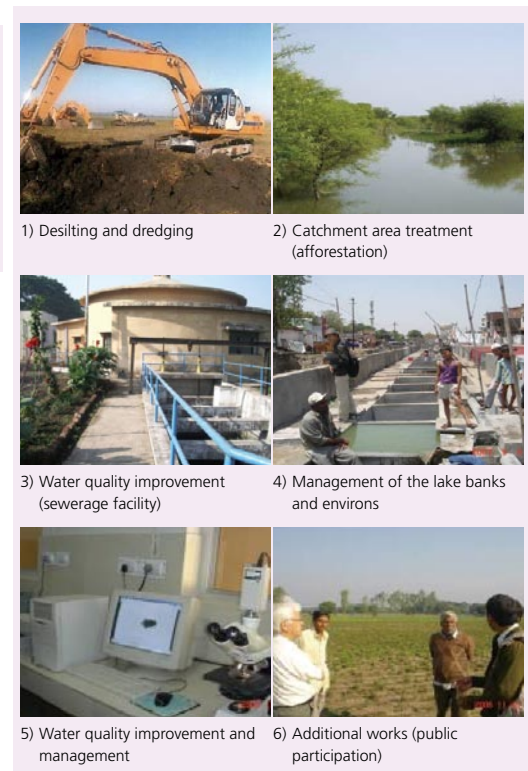 1) Desilting and dredging
2) Catchment area treatment
(afforestation)
3) Water quality improvement
(sewerage facility)
4) Management of the lake banks
and environs
5) Water quality improvement and
management
6) Additional works (public
participation)